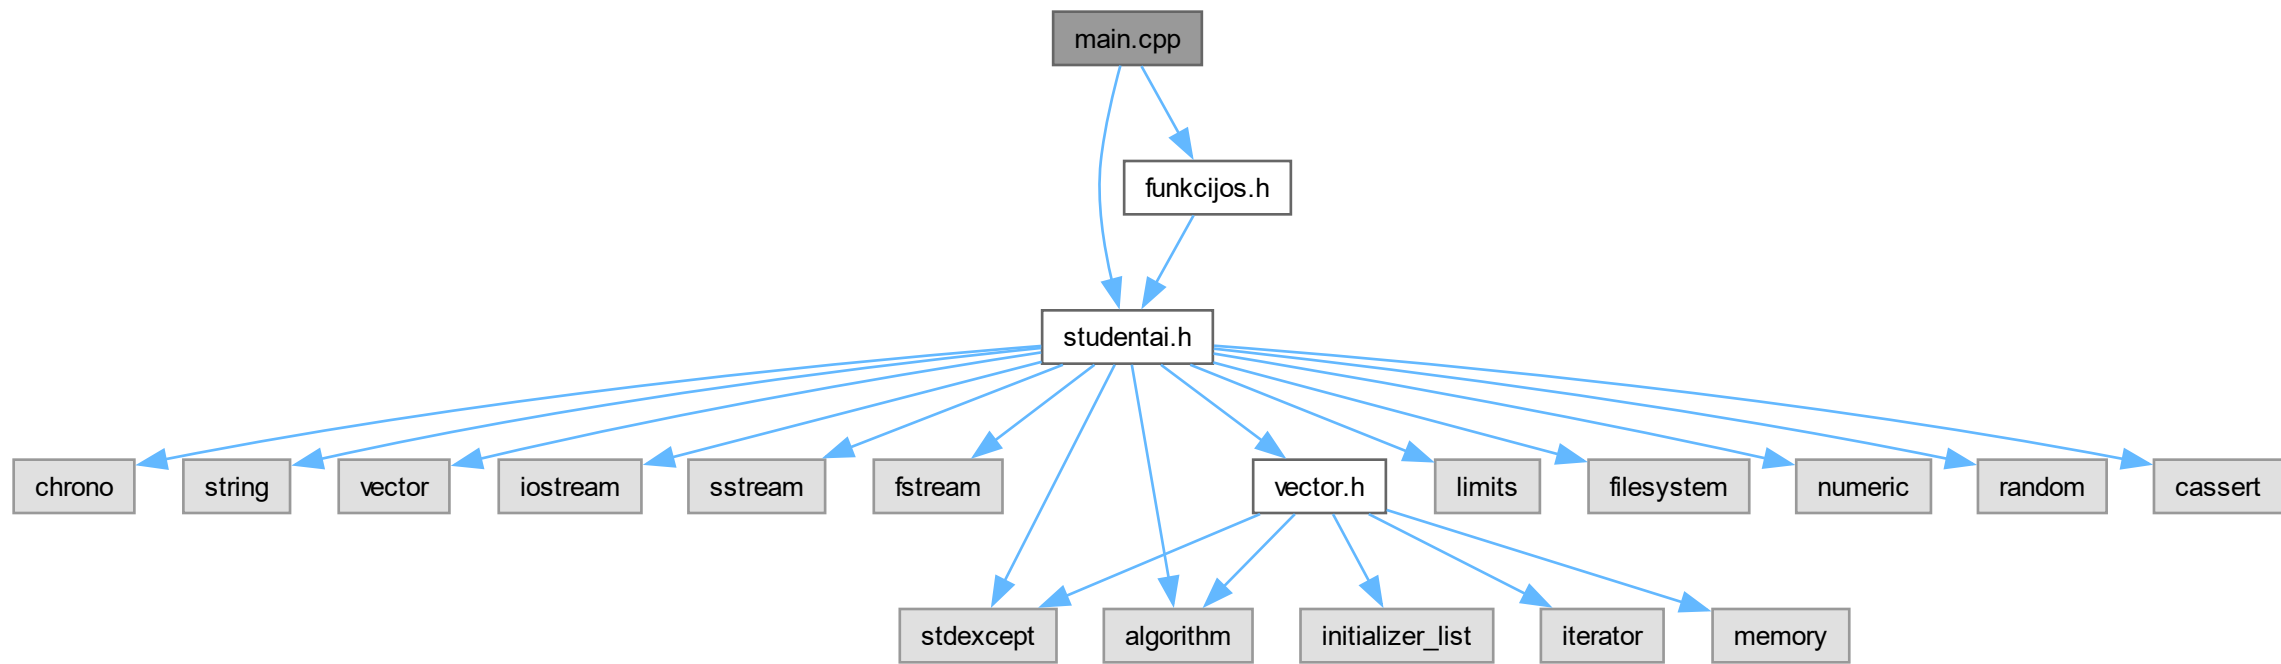 main.cpp
funkcijos.h
studentai.h
chrono
string
vector
iostream
sstream
fstream
vector.h
limits
filesystem
numeric
random
cassert
stdexcept
algorithm
initializer_list
iterator
memory